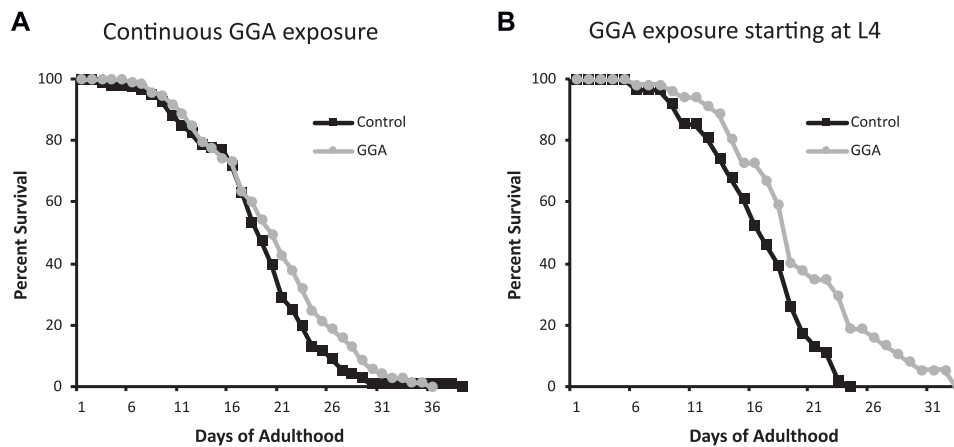 A
Continuous GGA exposure
100
80
60
40
20
0
Percent Survival
Control
GGA
1 6 11 16 21 26 31 36
Days of Adulthood
B
GGA exposure starting at L4
100
80
60
40
20
0
Percent Survival
Control
GGA
1 6 11 16 21 26 31
Days of Adulthood